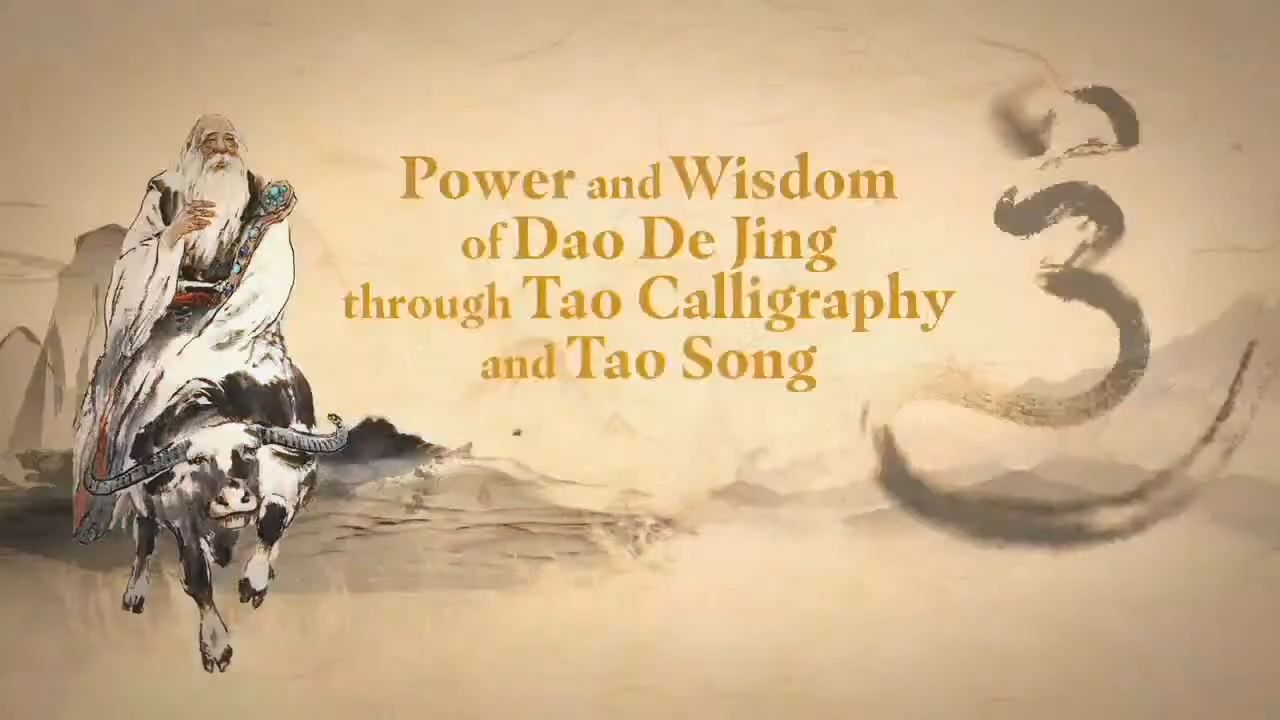 Power and Wisdom
of Dao De Jing
through Tao Calligraphy
and Tao Song